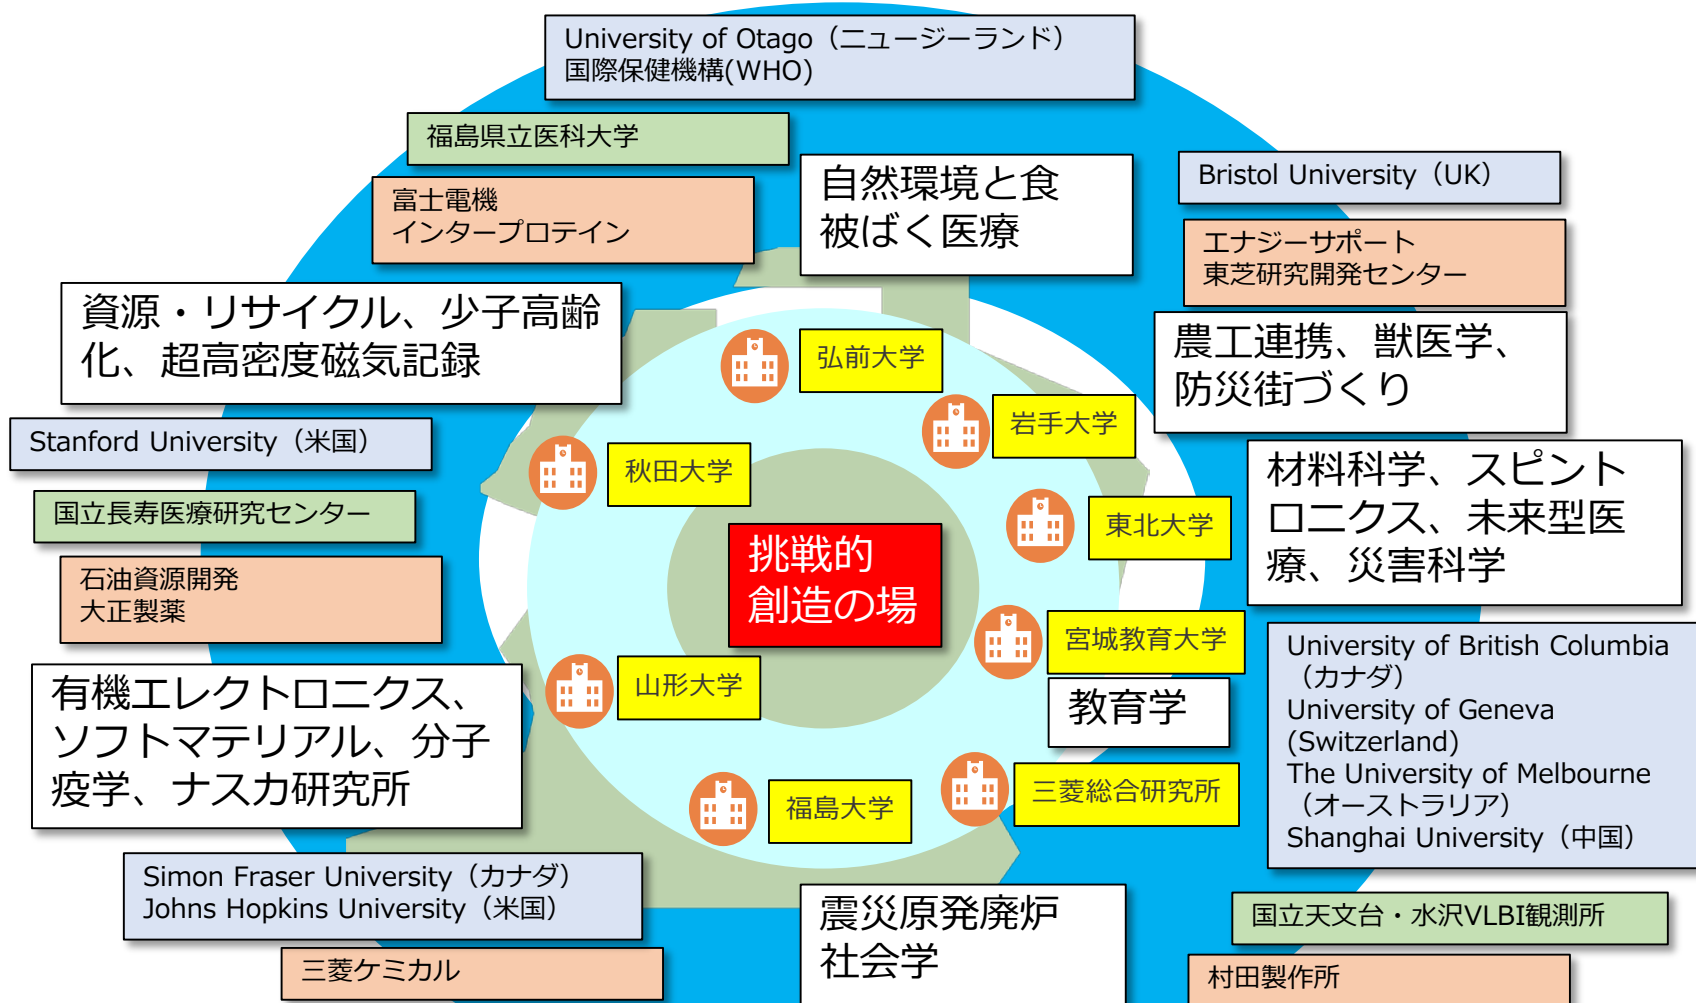 University of Otago（ニュージーランド）
国際保健機構(WHO)
福島県立医科大学
富士電機
インタープロテイン
自然環境と食
被ばく医療
Bristol University（UK）
エナジーサポート
東芝研究開発センター
資源・リサイクル、少子高齢
化、超高密度磁気記録
農工連携、獣医学、
防災街づくり
弘前大学
岩手大学
Stanford University（米国）
秋田大学
国立長寿医療研究センター
石油資源開発
大正製薬
材料科学、スピント
ロニクス、未来型医
療、災害科学
東北大学
挑戦的
創造の場
宮城教育大学
教育学
山形大学
有機エレクトロニクス、
ソフトマテリアル、分子
疫学、ナスカ研究所
University of British Columbia
（カナダ）
University of Geneva
(Switzerland)
The University of Melbourne
（オーストラリア）
Shanghai University（中国）
三菱総合研究所
福島大学
Simon Fraser University（カナダ）
Johns Hopkins University（米国）
三菱ケミカル
震災原発廃炉
社会学
国立天文台・水沢VLBI観測所
村田製作所